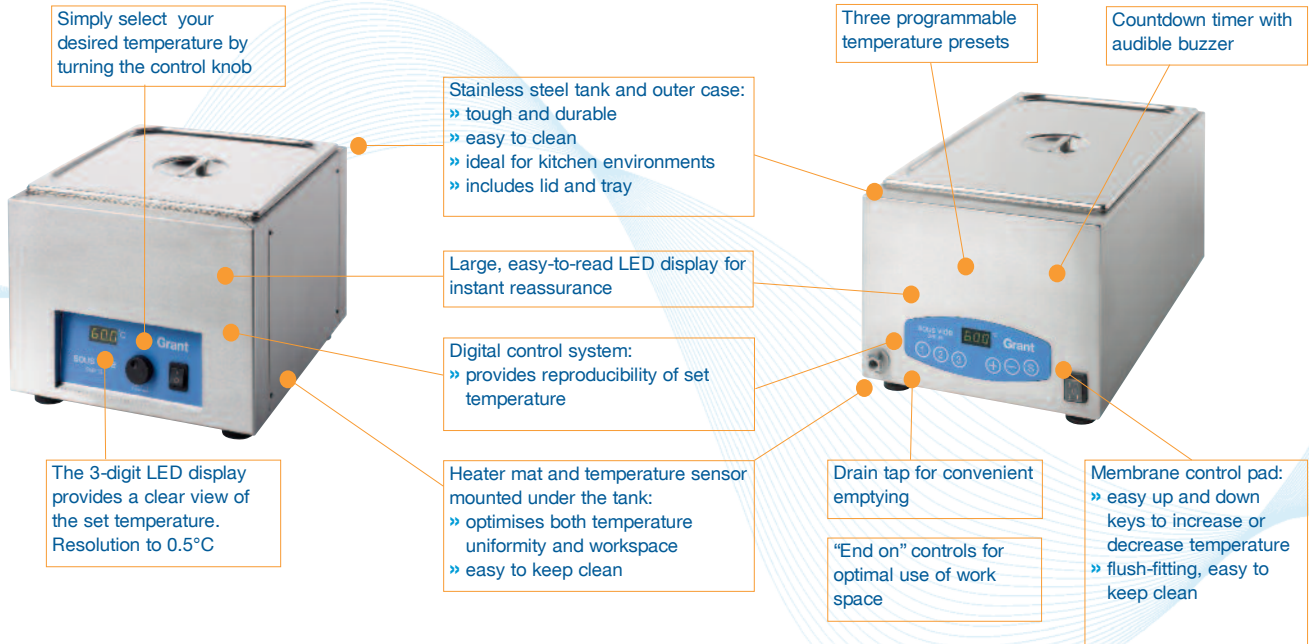 Simply select your
desired temperature by
turning the control knob
Three programmable
temperature presets
Countdown timer with
audible buzzer
Stainless steel tank and outer case:
» tough and durable
» easy to clean
» ideal for kitchen environments
» includes lid and tray
Large, easy-to-read LED display for
instant reassurance
Digital control system:
» provides reproducibility of set
temperature
60.0 °C
Grant
SOUS VIDE
SOUS VIDE
60.0 °C
Grant
1 2 3 + − S
The 3-digit LED display
provides a clear view of
the set temperature.
Resolution to 0.5°C
Heater mat and temperature sensor
mounted under the tank:
» optimises both temperature
uniformity and workspace
» easy to keep clean
Drain tap for convenient
emptying
“End on” controls for
optimal use of work
space
Membrane control pad:
» easy up and down
keys to increase or
decrease temperature
» flush-fitting, easy to
keep clean